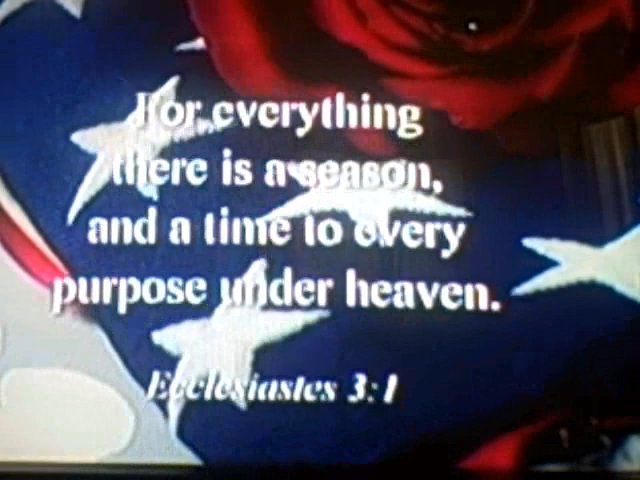 For everything
there is a season,
and a time to every
purpose under heaven.
Ecclesiastes 3:1